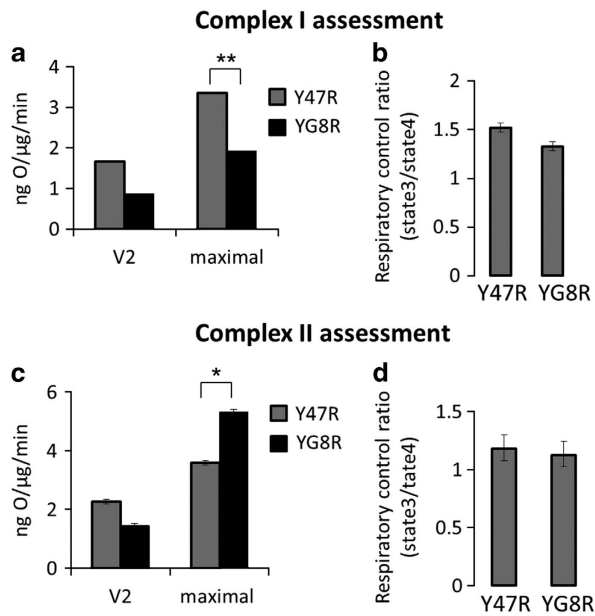 Complex I assessment
a
ng O/µg/min
4
3
2
1
0
**
Y47R
YG8R
V2 maximal
b
Respiratory control ratio
(state3/state4)
2
1.5
1
0.5
0
Y47R YG8R
Complex II assessment
c
ng O/µg/min
6
4
2
0
*
Y47R
YG8R
V2 maximal
d
Respiratory control ratio
(state3/tate4)
1.5
1
0.5
0
Y47R YG8R